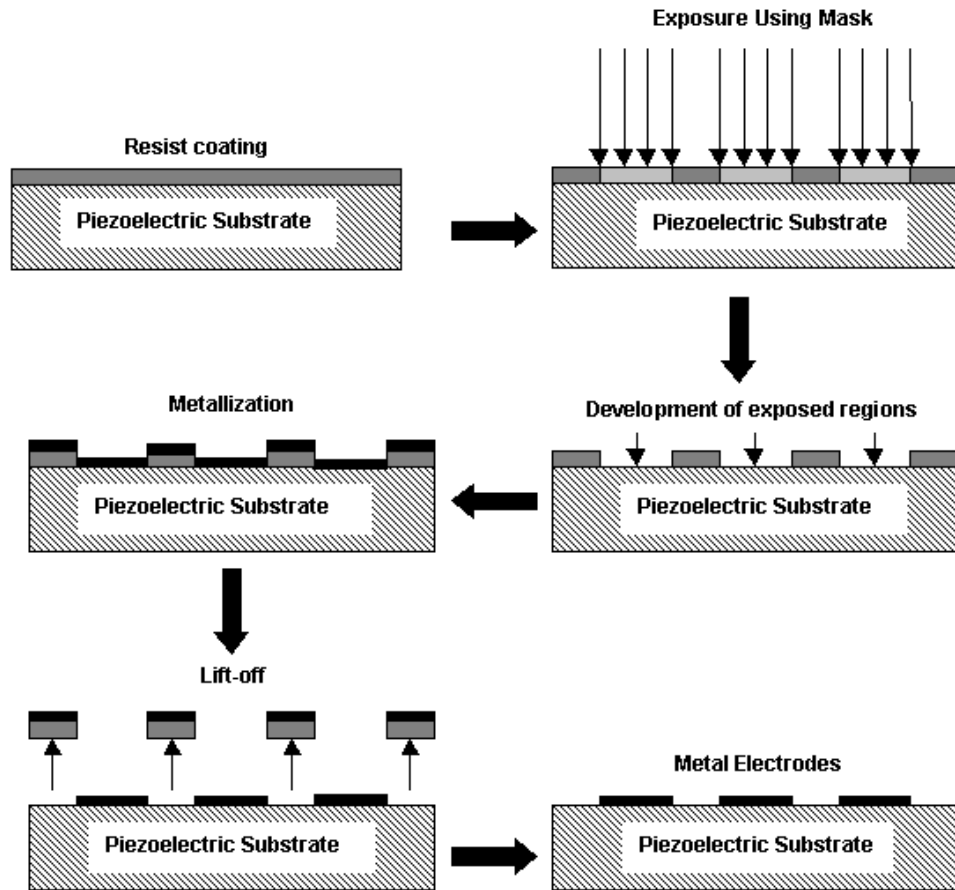 Resist coating
Piezoelectric Substrate
Exposure Using Mask
Piezoelectric Substrate
Development of exposed regions
Piezoelectric Substrate
Metallization
Piezoelectric Substrate
Lift-off
Piezoelectric Substrate
Metal Electrodes
Piezoelectric Substrate